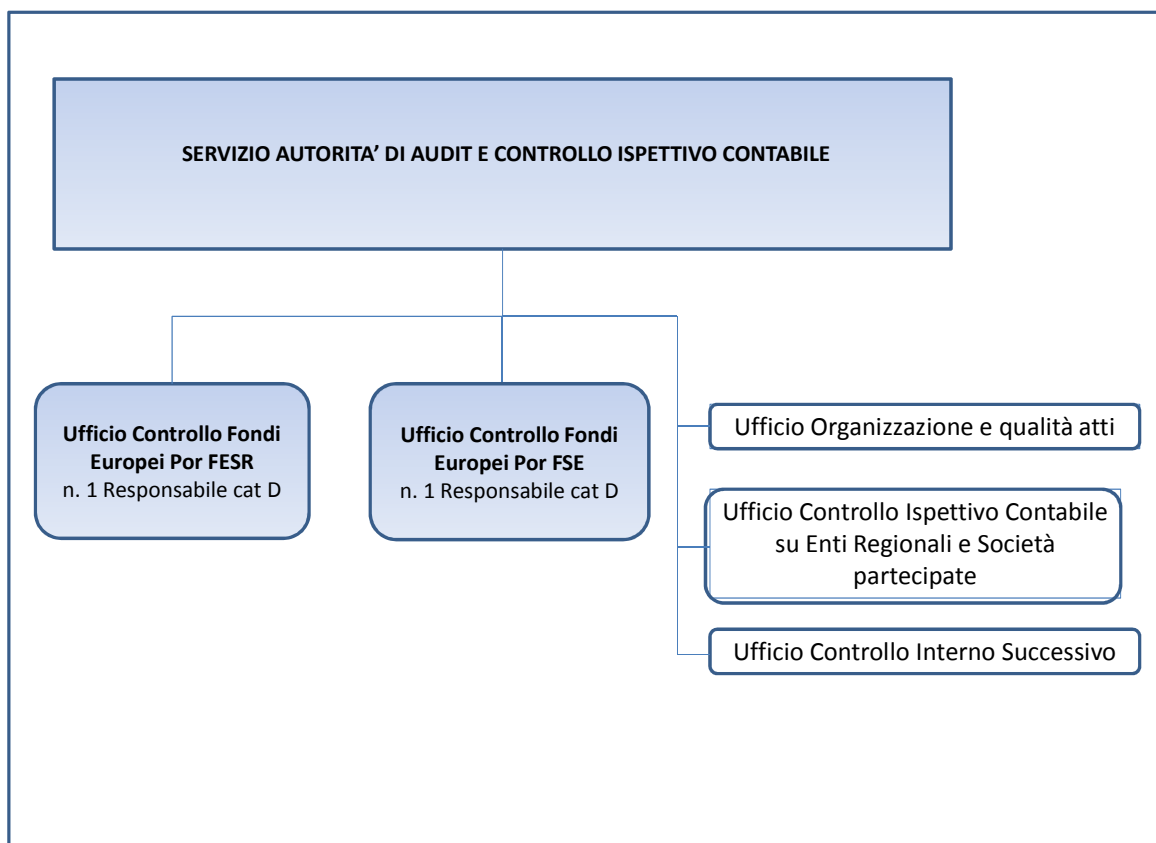 SERVIZIO AUTORITA’ DI AUDIT E CONTROLLO ISPETTIVO CONTABILE
Ufficio Controllo Fondi
Europei Por FESR
n. 1 Responsabile cat D
Ufficio Controllo Fondi
Europei Por FSE
n. 1 Responsabile cat D
Ufficio Organizzazione e qualità atti
Ufficio Controllo Ispettivo Contabile
su Enti Regionali e Società
partecipate
Ufficio Controllo Interno Successivo